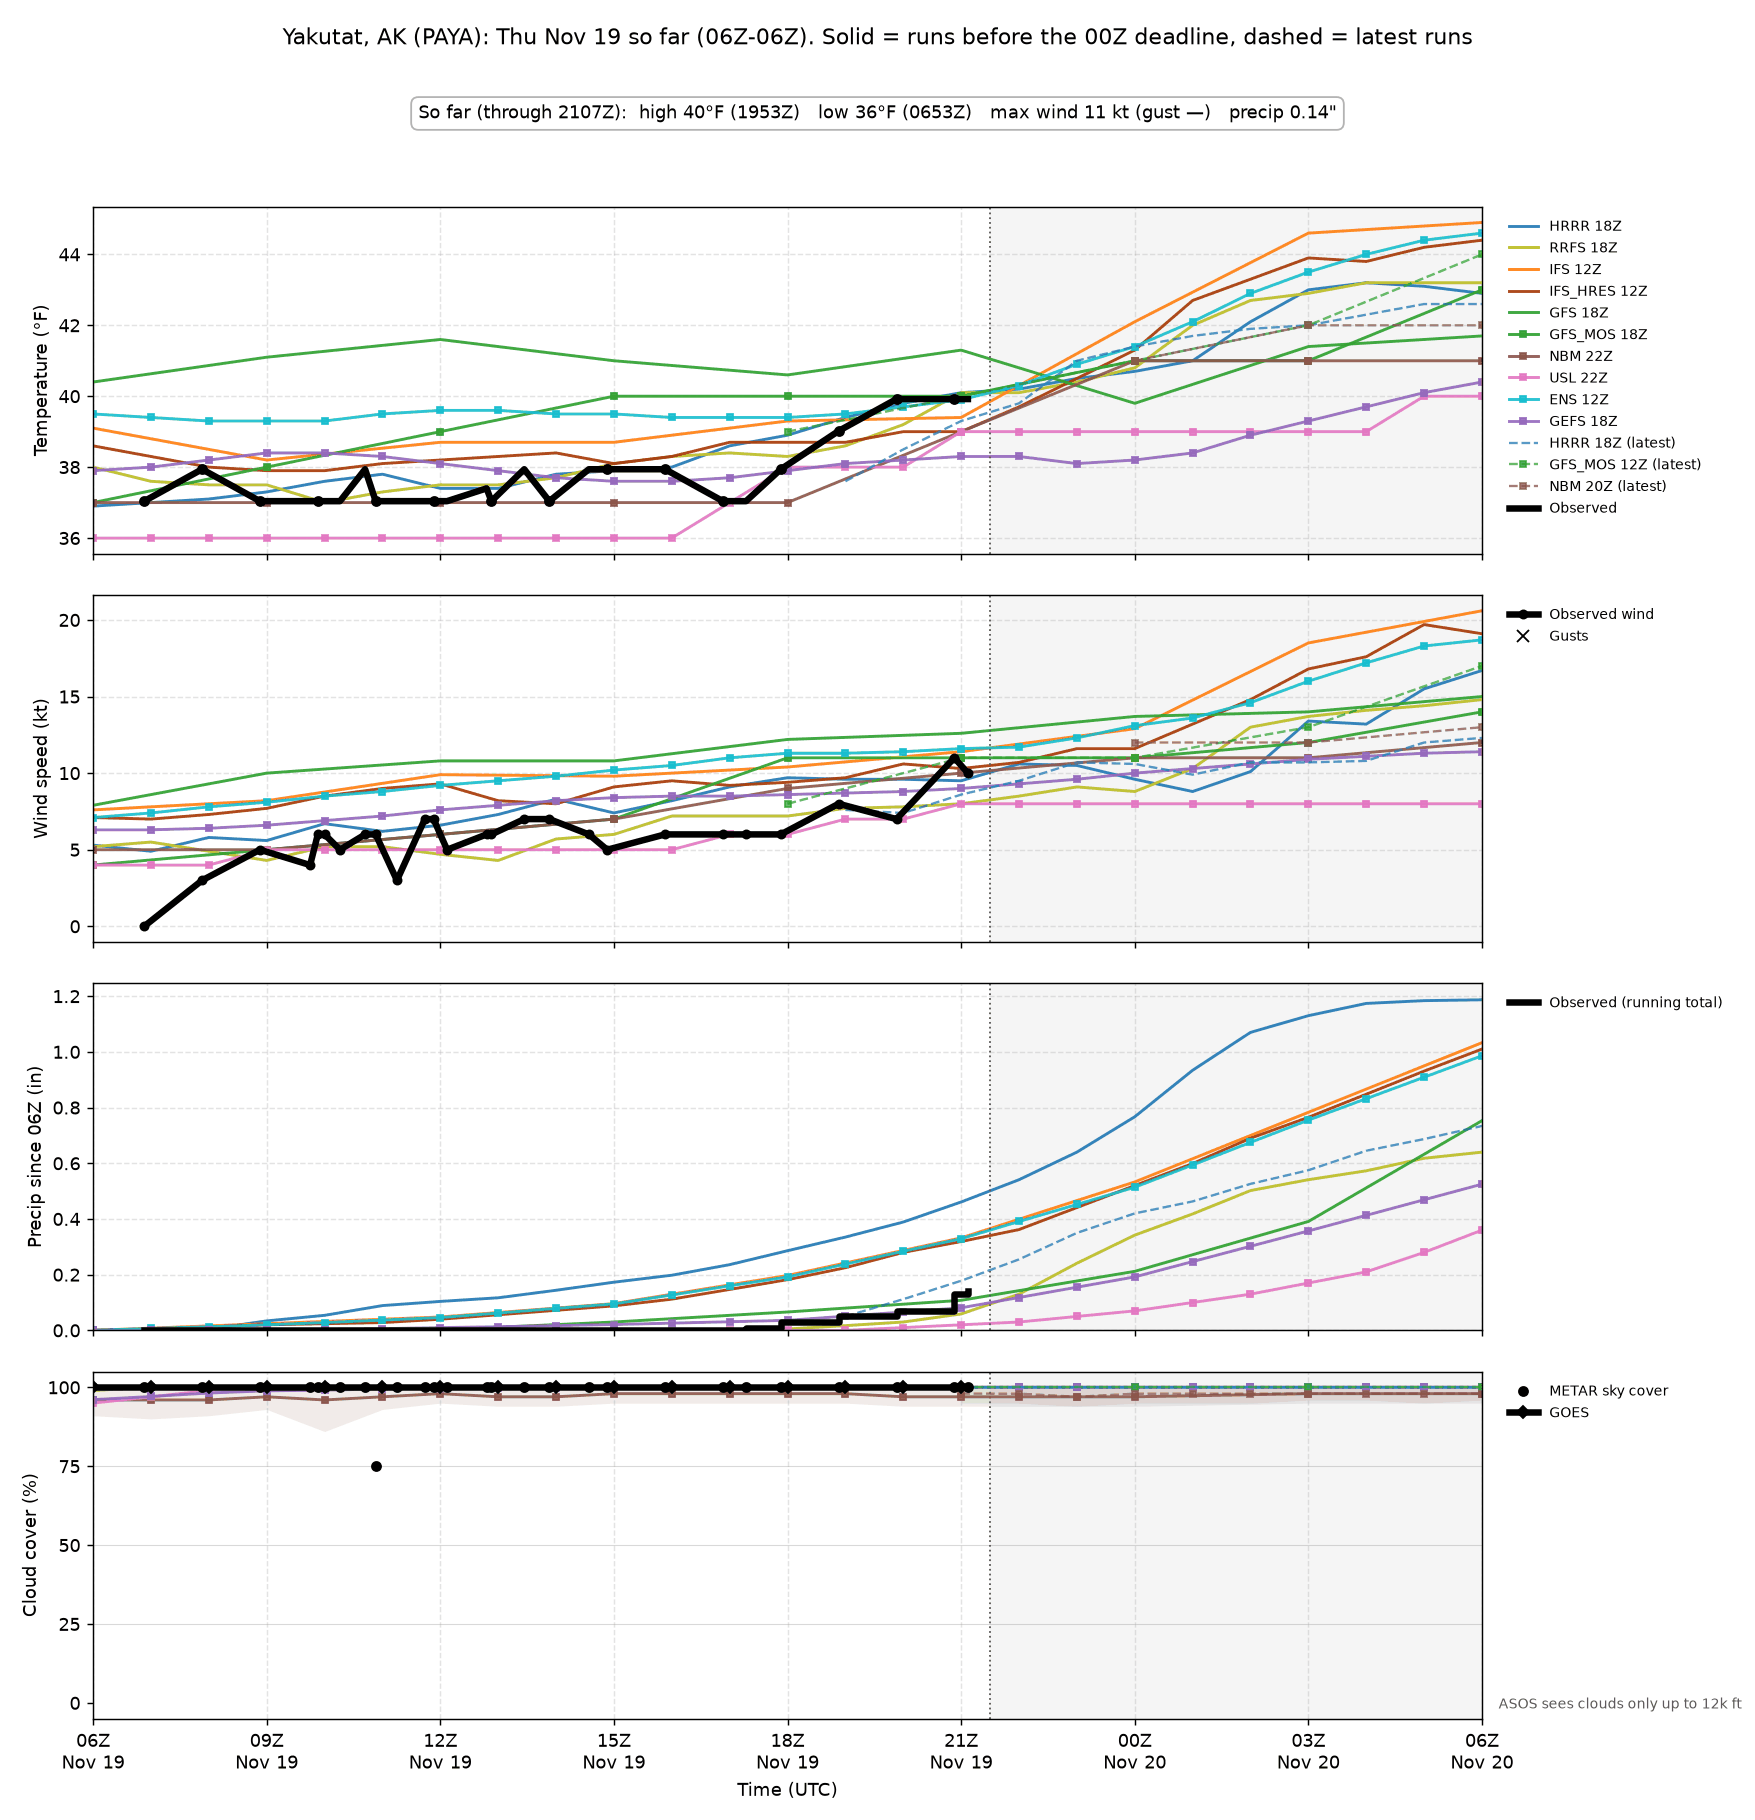 Yakutat, AK (PAYA): Thu Nov 19 so far (06Z-06Z). Solid = runs before the 00Z deadline, dashed = latest runs
So far (through 2107Z):  high 40°F (1953Z)   low 36°F (0653Z)   max wind 11 kt (gust —)   precip 0.14"
Temperature (°F)
44
42
40
38
36
HRRR 18Z
RRFS 18Z
IFS 12Z
IFS_HRES 12Z
GFS 18Z
GFS_MOS 18Z
NBM 22Z
USL 22Z
ENS 12Z
GEFS 18Z
HRRR 18Z (latest)
GFS_MOS 12Z (latest)
NBM 20Z (latest)
Observed
Wind speed (kt)
20
15
10
5
0
Observed wind
Gusts
Precip since 06Z (in)
1.2
1.0
0.8
0.6
0.4
0.2
0.0
Observed (running total)
Cloud cover (%)
100
75
50
25
0
METAR sky cover
GOES
ASOS sees clouds only up to 12k ft
06Z
Nov 19
09Z
Nov 19
12Z
Nov 19
15Z
Nov 19
18Z
Nov 19
21Z
Nov 19
00Z
Nov 20
03Z
Nov 20
06Z
Nov 20
Time (UTC)